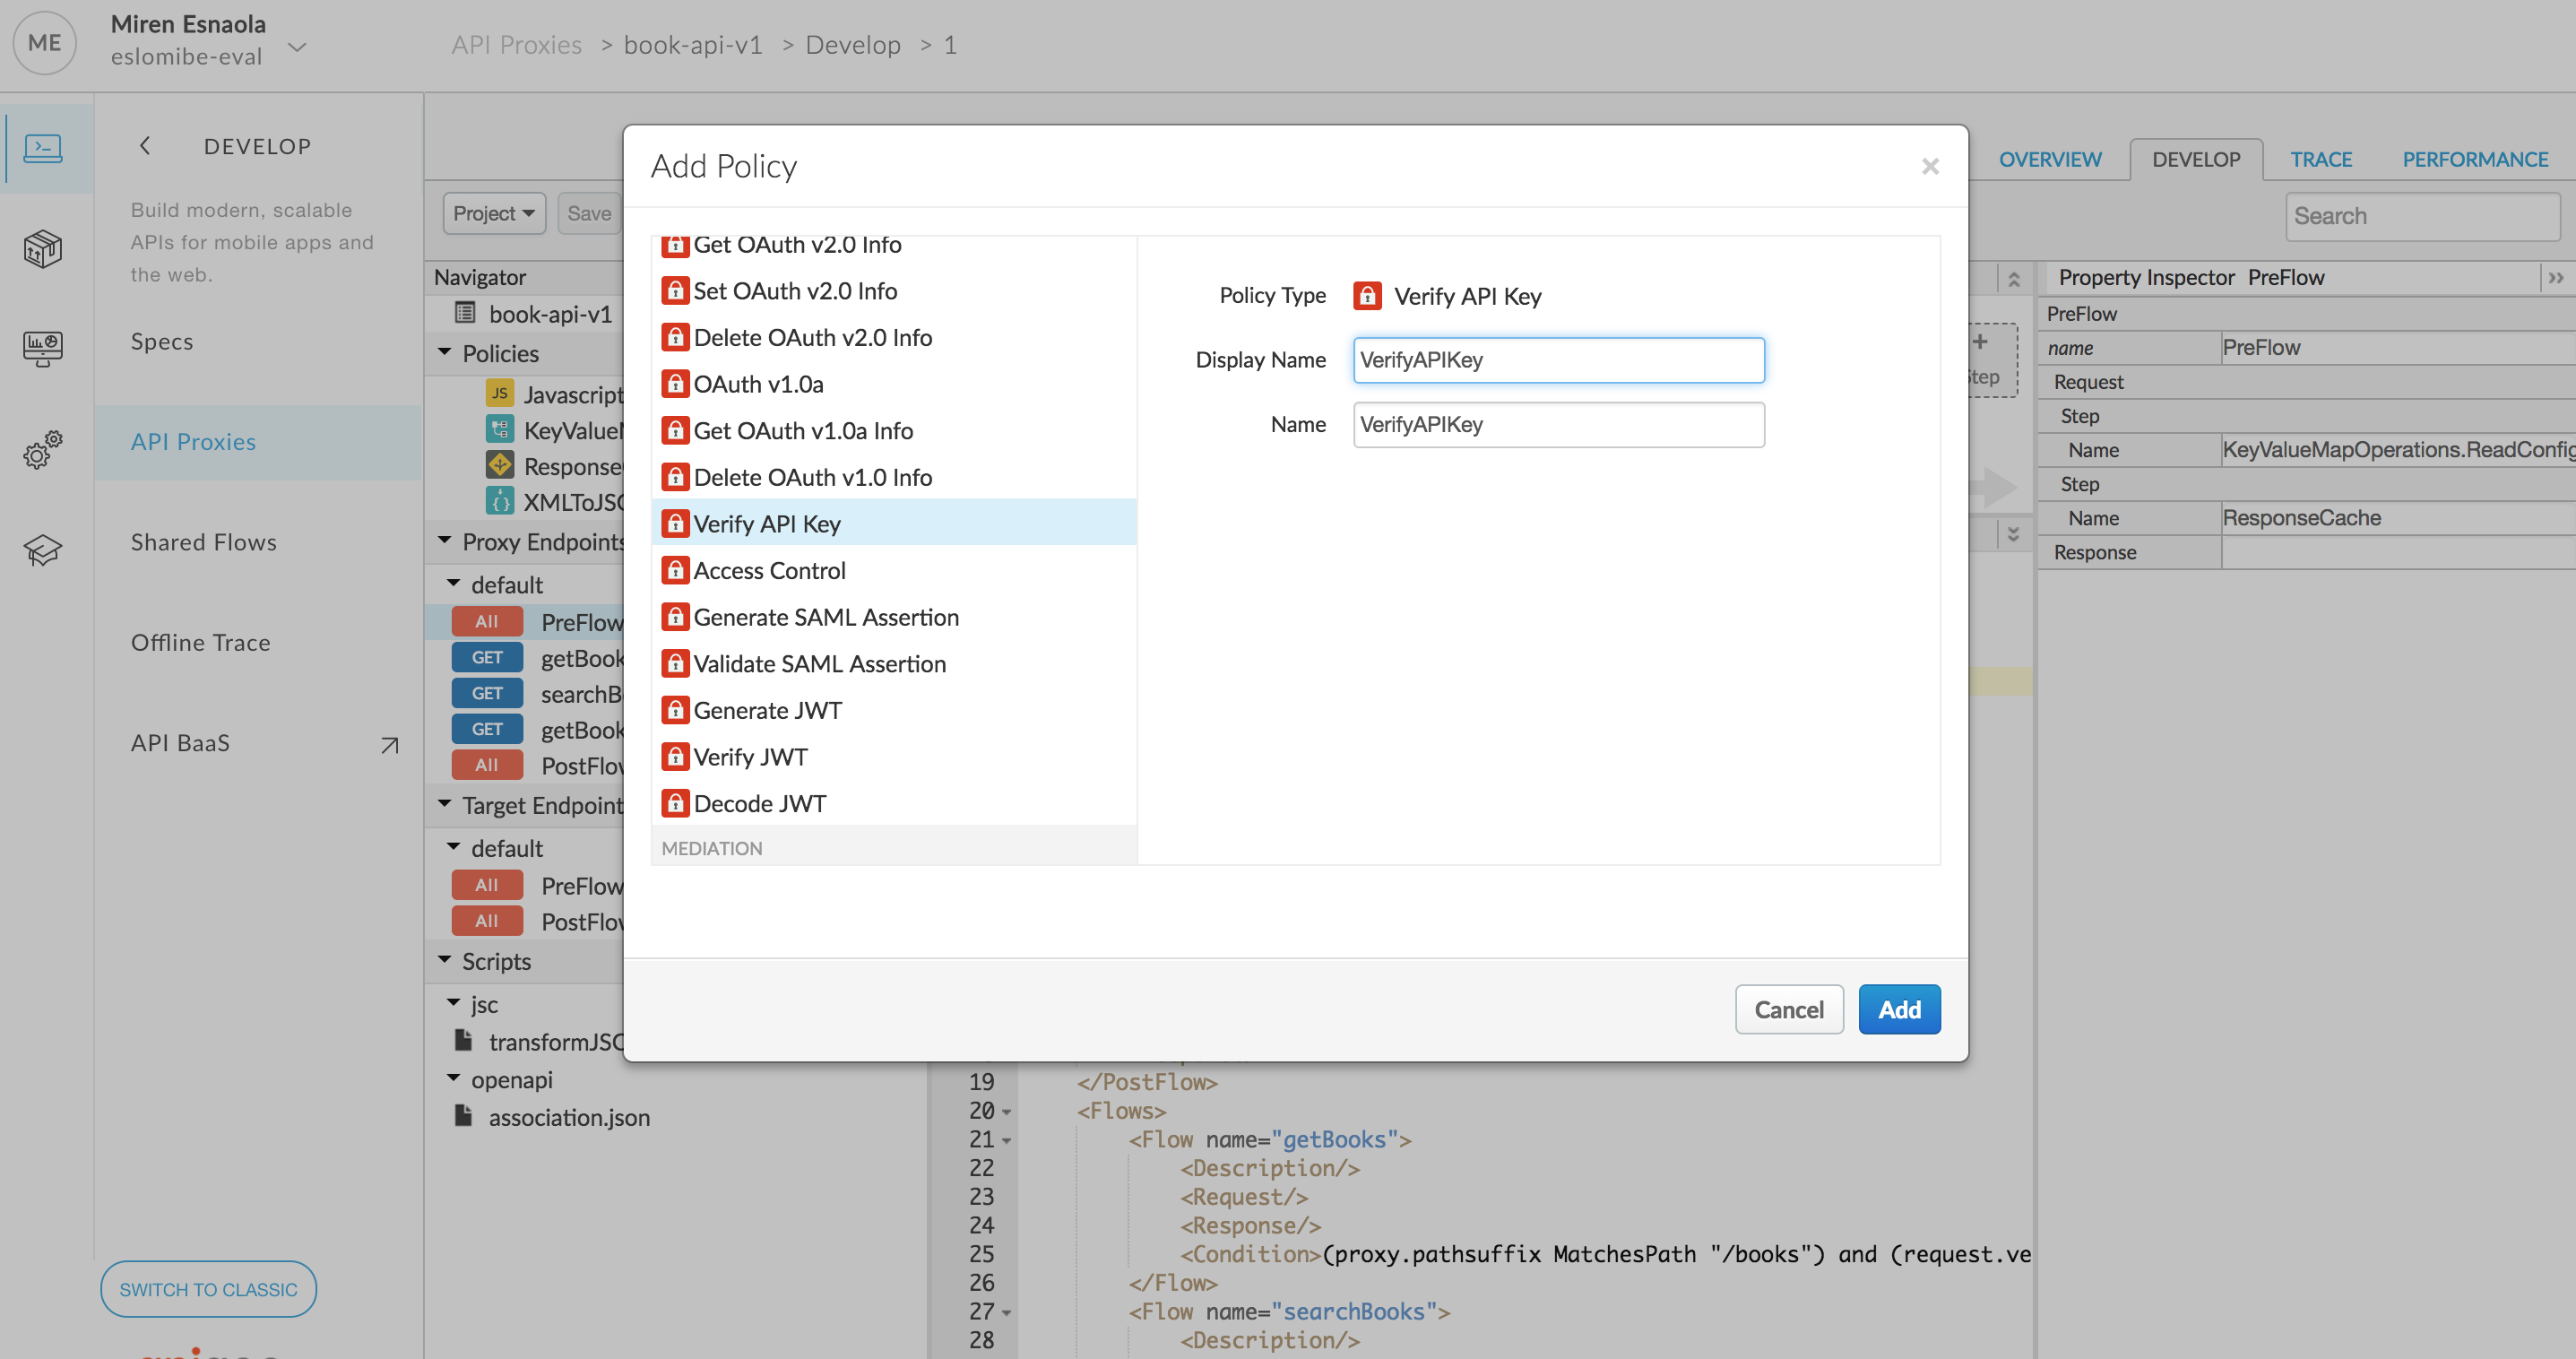 ME
Miren Esnaola
eslomibe-eval
API Proxies > book-api-v1 > Develop > 1
DEVELOP
Build modern, scalable
APIs for mobile apps and
the web.
Specs
API Proxies
Shared Flows
Offline Trace
API BaaS
SWITCH TO CLASSIC
OVERVIEW
DEVELOP
TRACE
PERFORMANCE
Project
Save
Search
Navigator
book-api-v1
Policies
JS Javascript
KeyValueM
Response
XMLToJSO
Proxy Endpoints
default
All PreFlow
GET getBook
GET searchB
GET getBook
All PostFlow
Target Endpoint
default
All PreFlow
All PostFlow
Scripts
jsc
transformJSO
openapi
association.json
Add Policy
×
Get OAuth v2.0 Info
Set OAuth v2.0 Info
Delete OAuth v2.0 Info
OAuth v1.0a
Get OAuth v1.0a Info
Delete OAuth v1.0 Info
Verify API Key
Access Control
Generate SAML Assertion
Validate SAML Assertion
Generate JWT
Verify JWT
Decode JWT
MEDIATION
Policy Type Verify API Key
Display Name VerifyAPIKey
Name VerifyAPIKey
Cancel
Add
+
Step
Property Inspector PreFlow
PreFlow
name PreFlow
Request
Step
Name KeyValueMapOperations.ReadConfig
Step
Name ResponseCache
Response
19 </PostFlow>
20 <Flows>
21 <Flow name="getBooks">
22 <Description/>
23 <Request/>
24 <Response/>
25 <Condition>(proxy.pathsuffix MatchesPath "/books") and (request.ve
26 </Flow>
27 <Flow name="searchBooks">
28 <Description/>